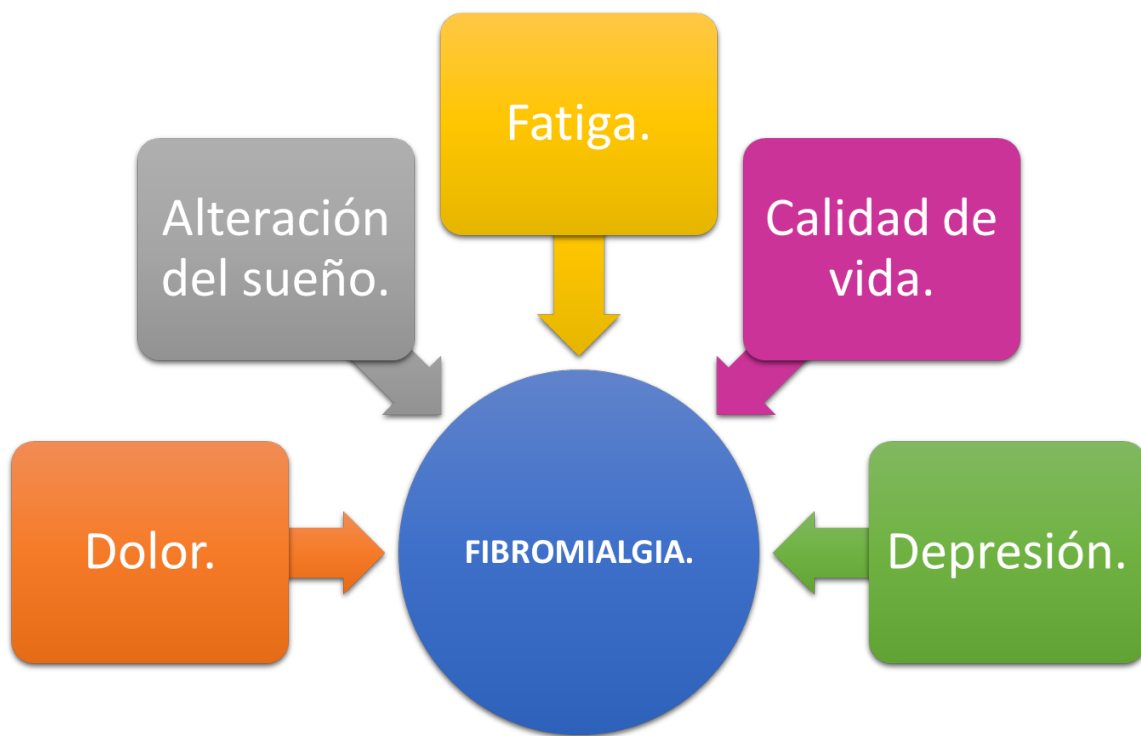 Fatiga.
Alteración
del sueño.
Calidad de
vida.
Dolor.
FIBROMIALGIA.
Depresión.